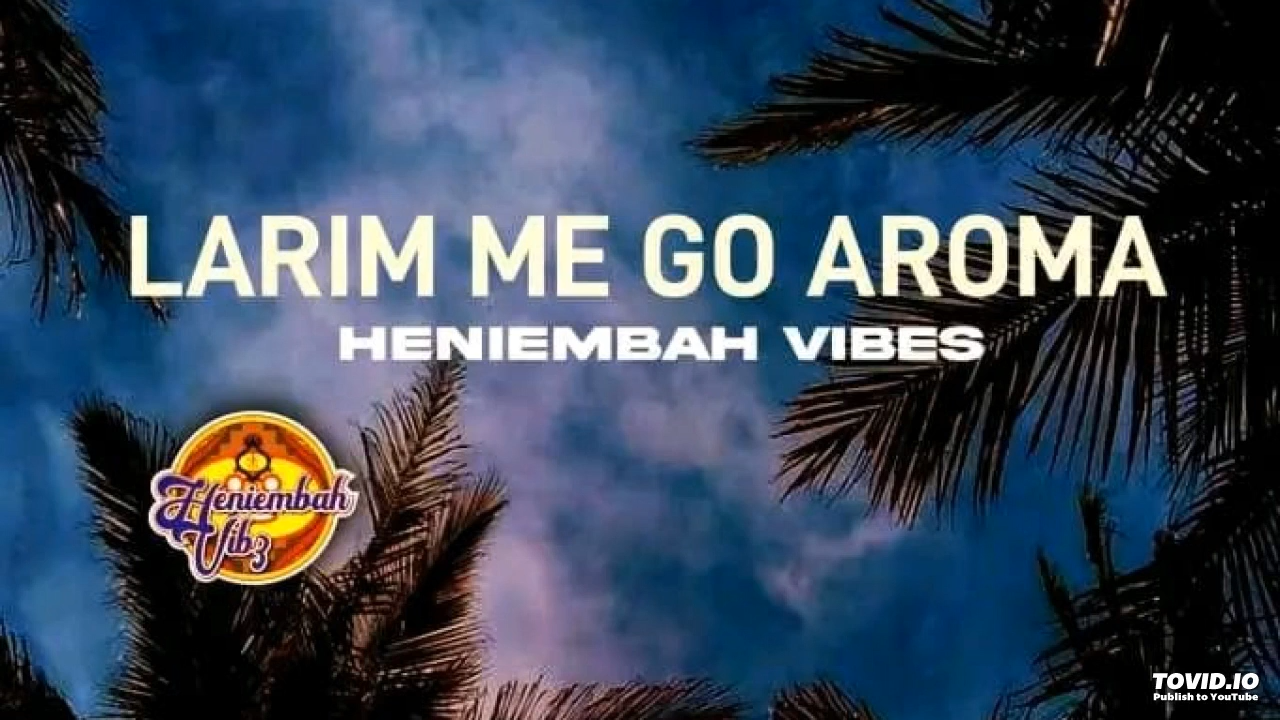 LARIM ME GO AROMA
HENIEMBAH VIBES
Heniembah
Vibz
TOVID.IO
Publish to YouTube